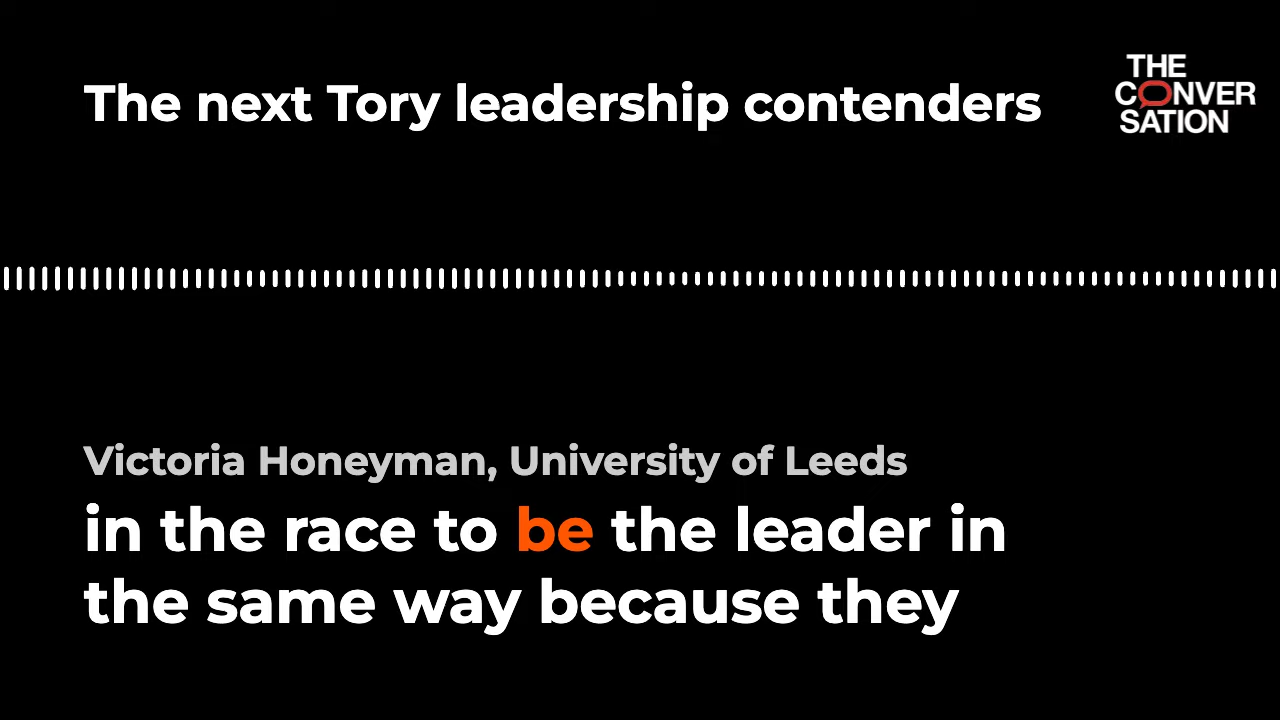 The next Tory leadership contenders
THE
CONVER
SATION
Victoria Honeyman, University of Leeds
in the race to be the leader in
the same way because they